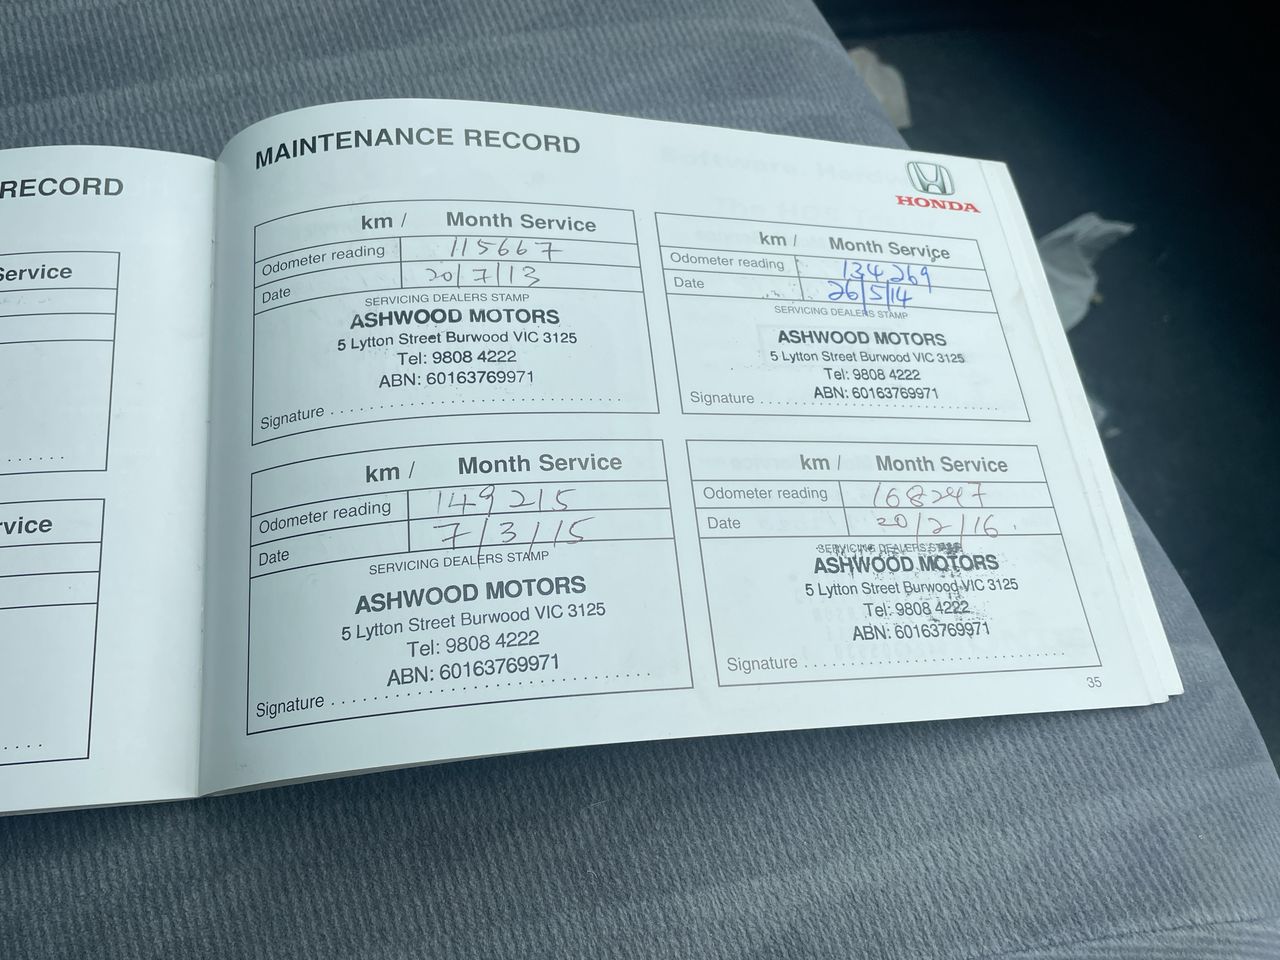 RECORD
Service
rvice
MAINTENANCE RECORD
HONDA
km / Month Service
Odometer reading 115667
Date 20/7/13
SERVICING DEALERS STAMP
ASHWOOD MOTORS
5 Lytton Street Burwood VIC 3125
Tel: 9808 4222
ABN: 60163769971
Signature
km / Month Service
Odometer reading 134269
Date 26/5/14
SERVICING DEALERS STAMP
ASHWOOD MOTORS
5 Lytton Street Burwood VIC 3125
Tel: 9808 4222
ABN: 60163769971
Signature
km / Month Service
Odometer reading 149215
Date 7/3/15
SERVICING DEALERS STAMP
ASHWOOD MOTORS
5 Lytton Street Burwood VIC 3125
Tel: 9808 4222
ABN: 60163769971
Signature
km / Month Service
Odometer reading 168247
Date 20/2/16
SERVICING DEALERS STAMP
ASHWOOD MOTORS
5 Lytton Street Burwood VIC 3125
Tel: 9808 4222
ABN: 60163769971
Signature
35